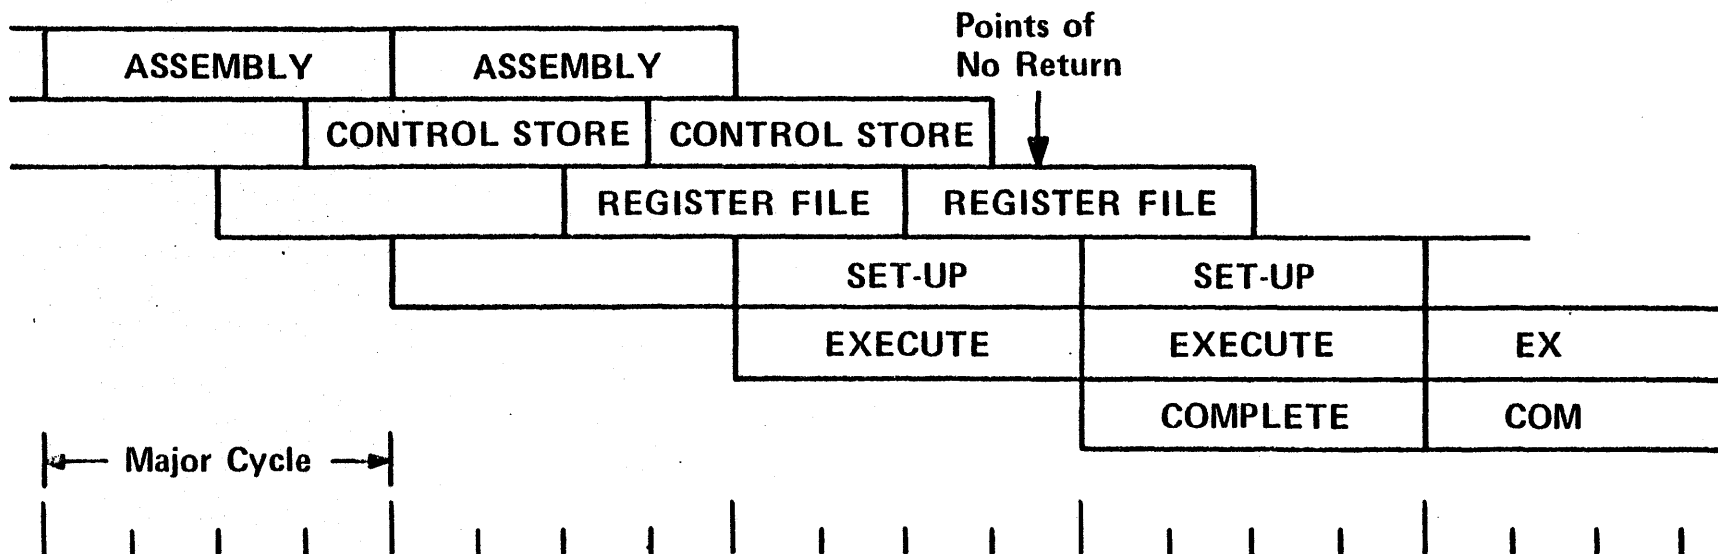 Points of
No Return
ASSEMBLY ASSEMBLY
CONTROL STORE CONTROL STORE
REGISTER FILE REGISTER FILE
SET-UP SET-UP
EXECUTE EXECUTE EX
COMPLETE COM
Major Cycle